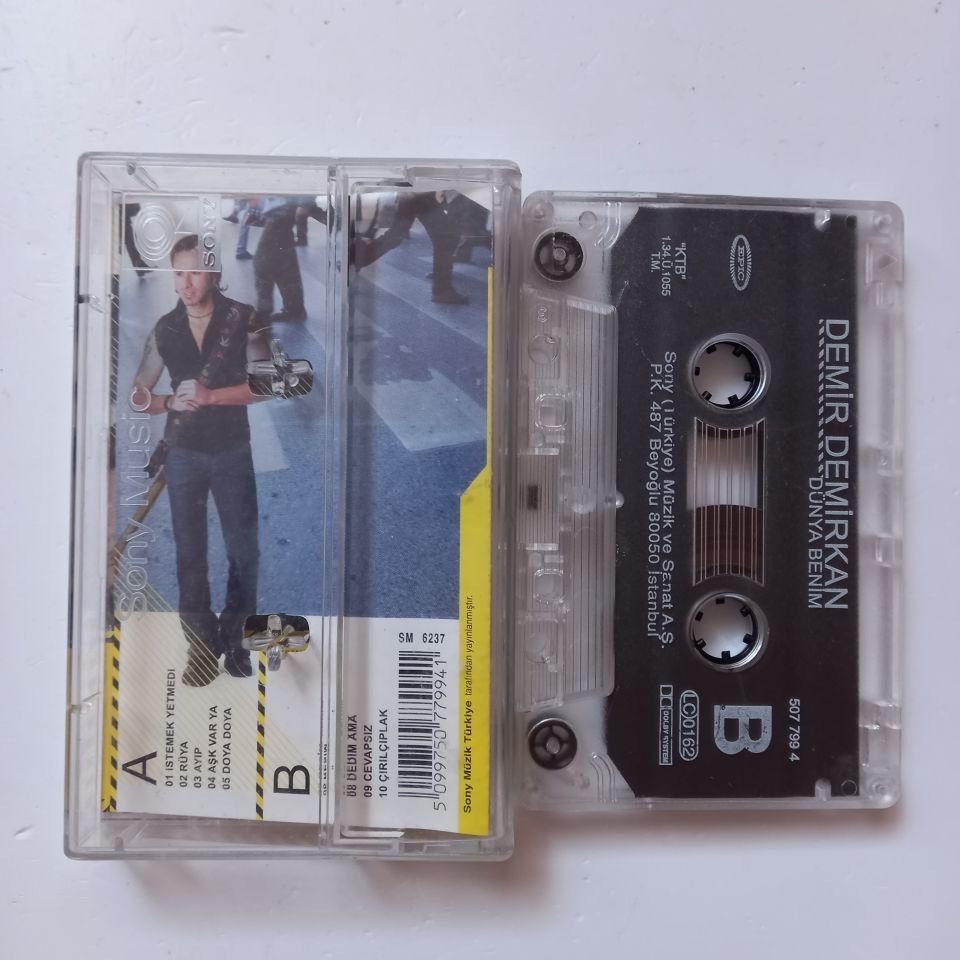 SONY
Sony Music
A
01 İSTEMEK YETMEDİ
02 RÜYA
03 AYIP
04 AŞK VAR YA
05 DOYA DOYA
B
08 DEDİM AMA
09 CEVAPSIZ
10 ÇIRILÇIPLAK
SM 6237
5 099750 779941
Sony Müzik Türkiye tarafından yayınlanmıştır.
DEMİR DEMİRKAN
DÜNYA BENİM
EPIC
"KTB"
1.34.Ü.1055
T.M.
Sony (Türkiye) Müzik ve Sanat A.Ş.
P.K. 487 Beyoğlu 80050 İstanbul
507 799 4
B
LC 0162
DOLBY SYSTEM